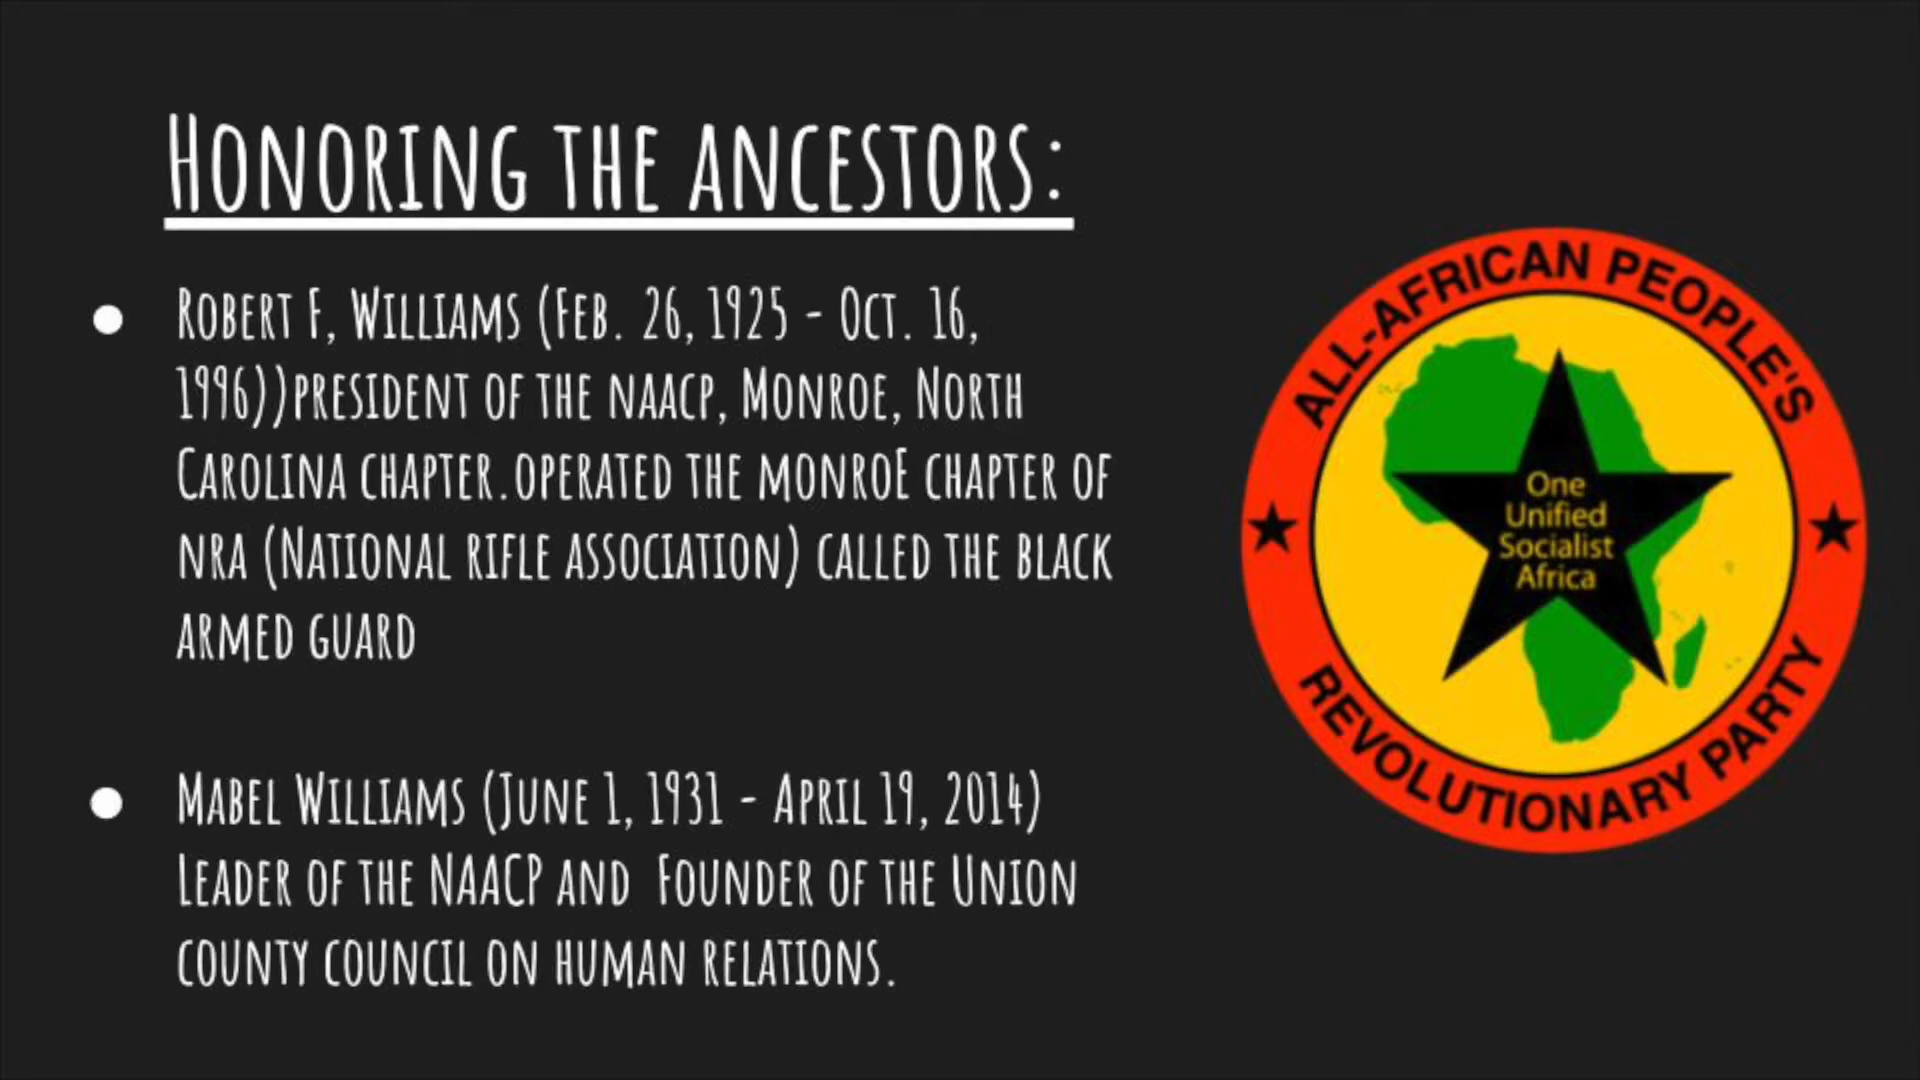 HONORING THE ANCESTORS:
ROBERT F, WILLIAMS (FEB. 26, 1925 - OCT. 16,
1996))PRESIDENT OF THE NAACP, MONROE, NORTH
CAROLINA CHAPTER.OPERATED THE MONROE CHAPTER OF
NRA (NATIONAL RIFLE ASSOCIATION) CALLED THE BLACK
ARMED GUARD
MABEL WILLIAMS (JUNE 1, 1931 - APRIL 19, 2014)
LEADER OF THE NAACP AND FOUNDER OF THE UNION
COUNTY COUNCIL ON HUMAN RELATIONS.
ALL-AFRICAN PEOPLE'S
One
Unified
Socialist
Africa
REVOLUTIONARY PARTY